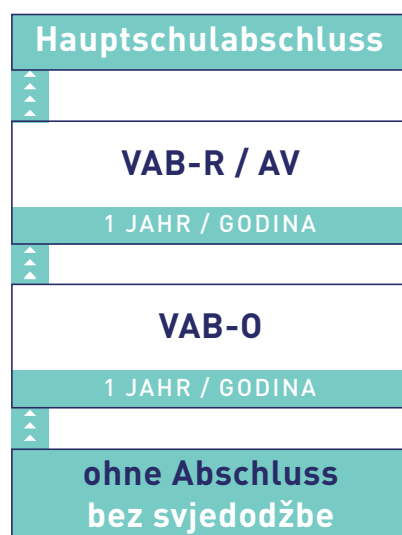 Hauptschulabschluss
VAB-R / AV
1 JAHR / GODINA
VAB-O
1 JAHR / GODINA
ohne Abschluss
bez svjedodžbe